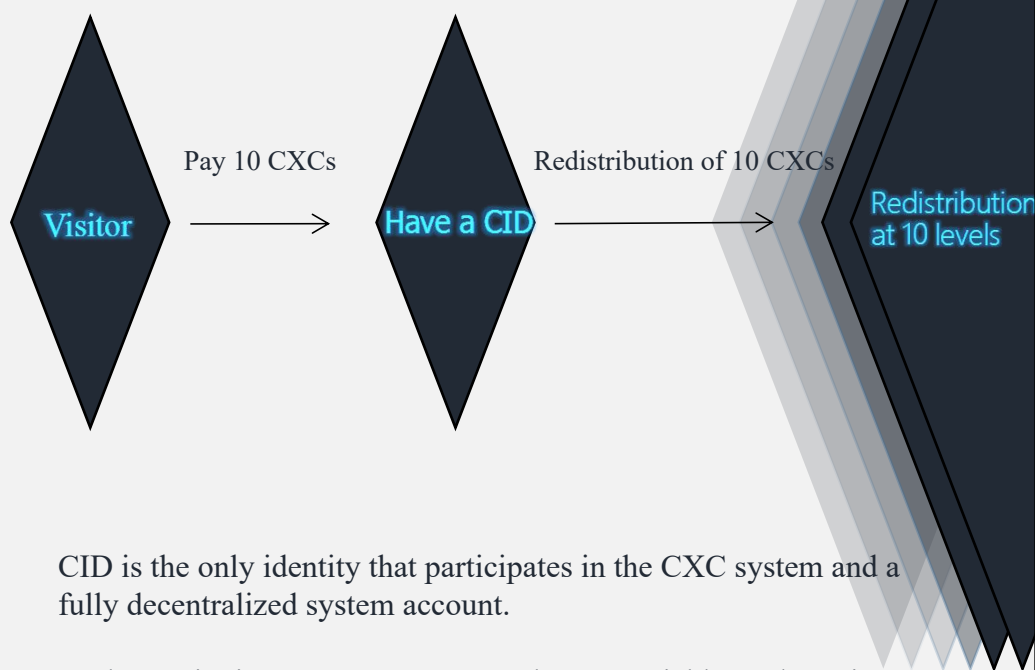 Pay 10 CXCs
Redistribution of 10 CXCs
Visitor
Have a CID
Redistribution
at 10 levels
CID is the only identity that participates in the CXC system and a
fully decentralized system account.